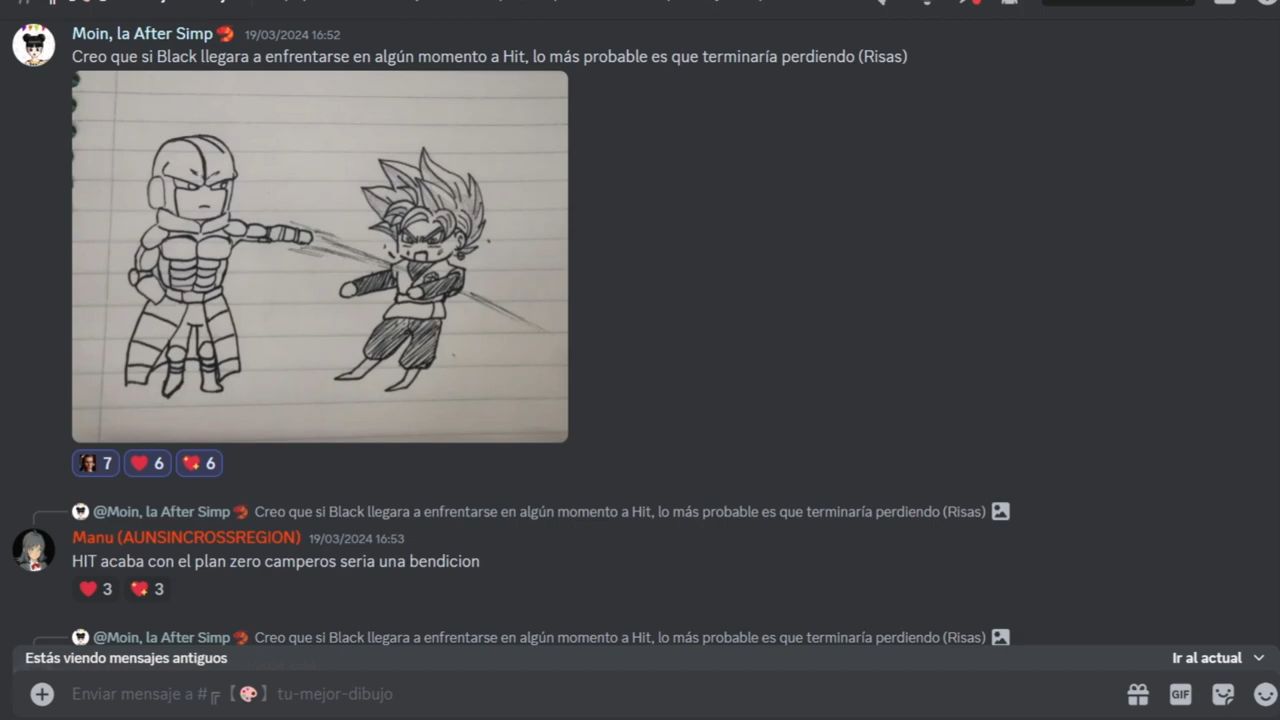 Moin, la After Simp 19/03/2024 16:52
Creo que si Black llegara a enfrentarse en algún momento a Hit, lo más probable es que terminaría perdiendo (Risas)
7 6 6
@Moin, la After Simp Creo que si Black llegara a enfrentarse en algún momento a Hit, lo más probable es que terminaría perdiendo (Risas)
Manu (AUNSINCROSSREGION) 19/03/2024 16:53
HIT acaba con el plan zero camperos seria una bendicion
3 3
@Moin, la After Simp Creo que si Black llegara a enfrentarse en algún momento a Hit, lo más probable es que terminaría perdiendo (Risas)
Estás viendo mensajes antiguos Ir al actual
Enviar mensaje a #╔【🎨】tu-mejor-dibujo GIF